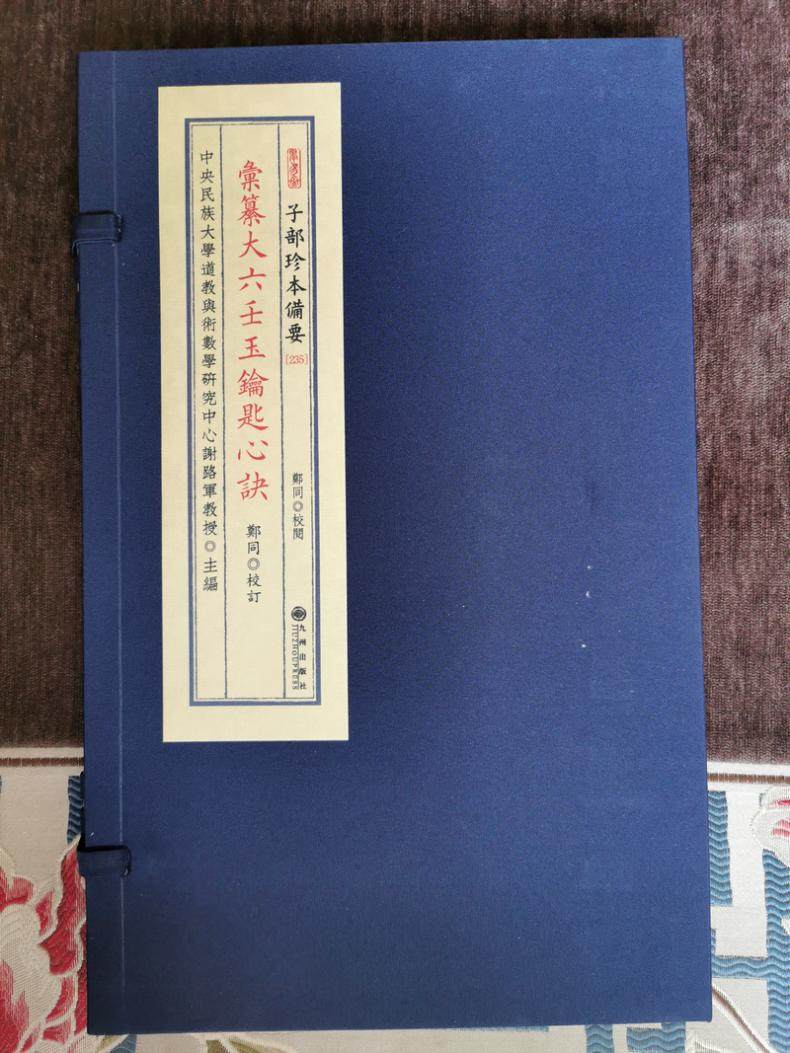 子部珍本備要
〔235〕
鄭同◎校閱
九州出版社
JIUZHOUPRESS
彙纂大六壬玉鑰匙心訣
鄭同◎校訂
中央民族大學道教與術數學研究中心謝路軍教授◎主編